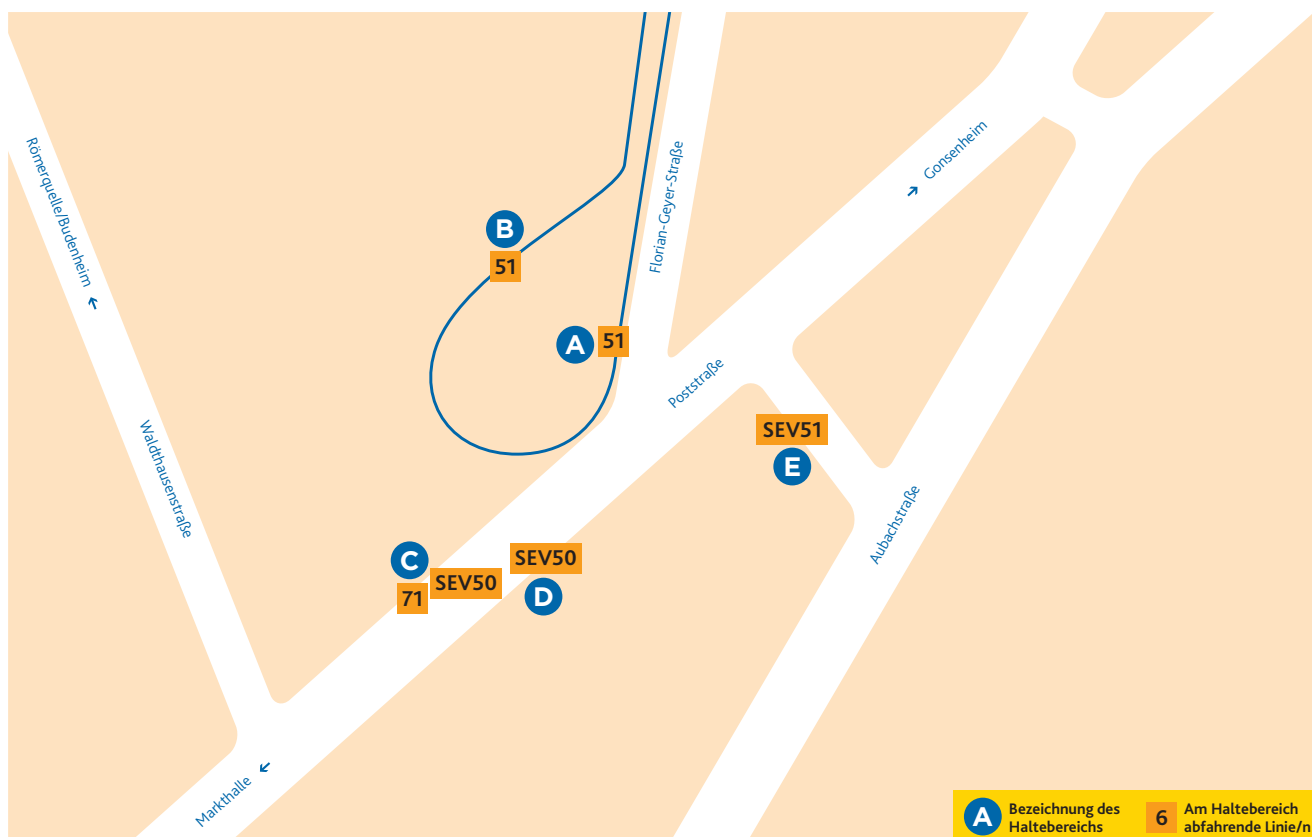 Römerquelle/Budenheim
Florian-Geyer-Straße
Gonsenheim
B
51
A
51
Poststraße
SEV51
E
Waldthausenstraße
Aubachstraße
C
71
SEV50
SEV50
D
Markthalle
A
Bezeichnung des
Haltebereichs
6
Am Haltebereich
abfahrende Linie/n